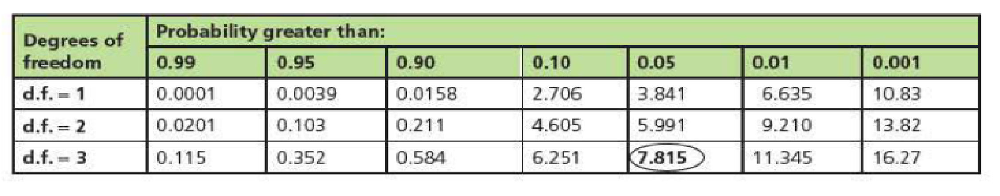 Degrees of freedom Probability greater than:
0.99 0.95 0.90 0.10 0.05 0.01 0.001
d.f. = 1 0.0001 0.0039 0.0158 2.706 3.841 6.635 10.83
d.f. = 2 0.0201 0.103 0.211 4.605 5.991 9.210 13.82
d.f. = 3 0.115 0.352 0.584 6.251 7.815 11.345 16.27